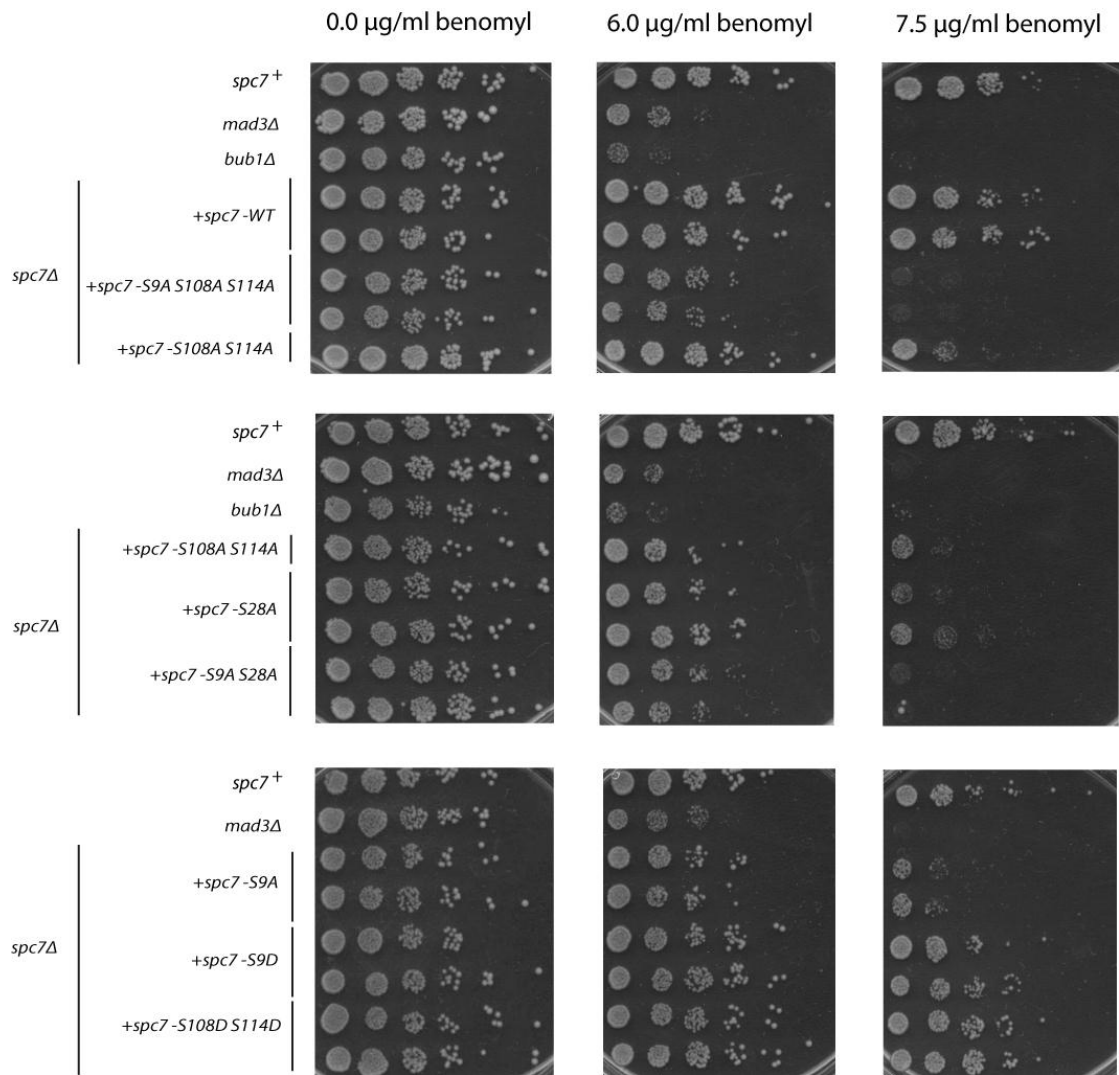 0.0 µg/ml benomyl 6.0 µg/ml benomyl 7.5 µg/ml benomyl
spc7 +
mad3Δ
bub1Δ
+spc7 -WT
spc7Δ
+spc7 -S9A S108A S114A
+spc7 -S108A S114A
spc7 +
mad3Δ
bub1Δ
+spc7 -S108A S114A
+spc7 -S28A
spc7Δ
+spc7 -S9A S28A
spc7 +
mad3Δ
+spc7 -S9A
spc7Δ
+spc7 -S9D
+spc7 -S108D S114D